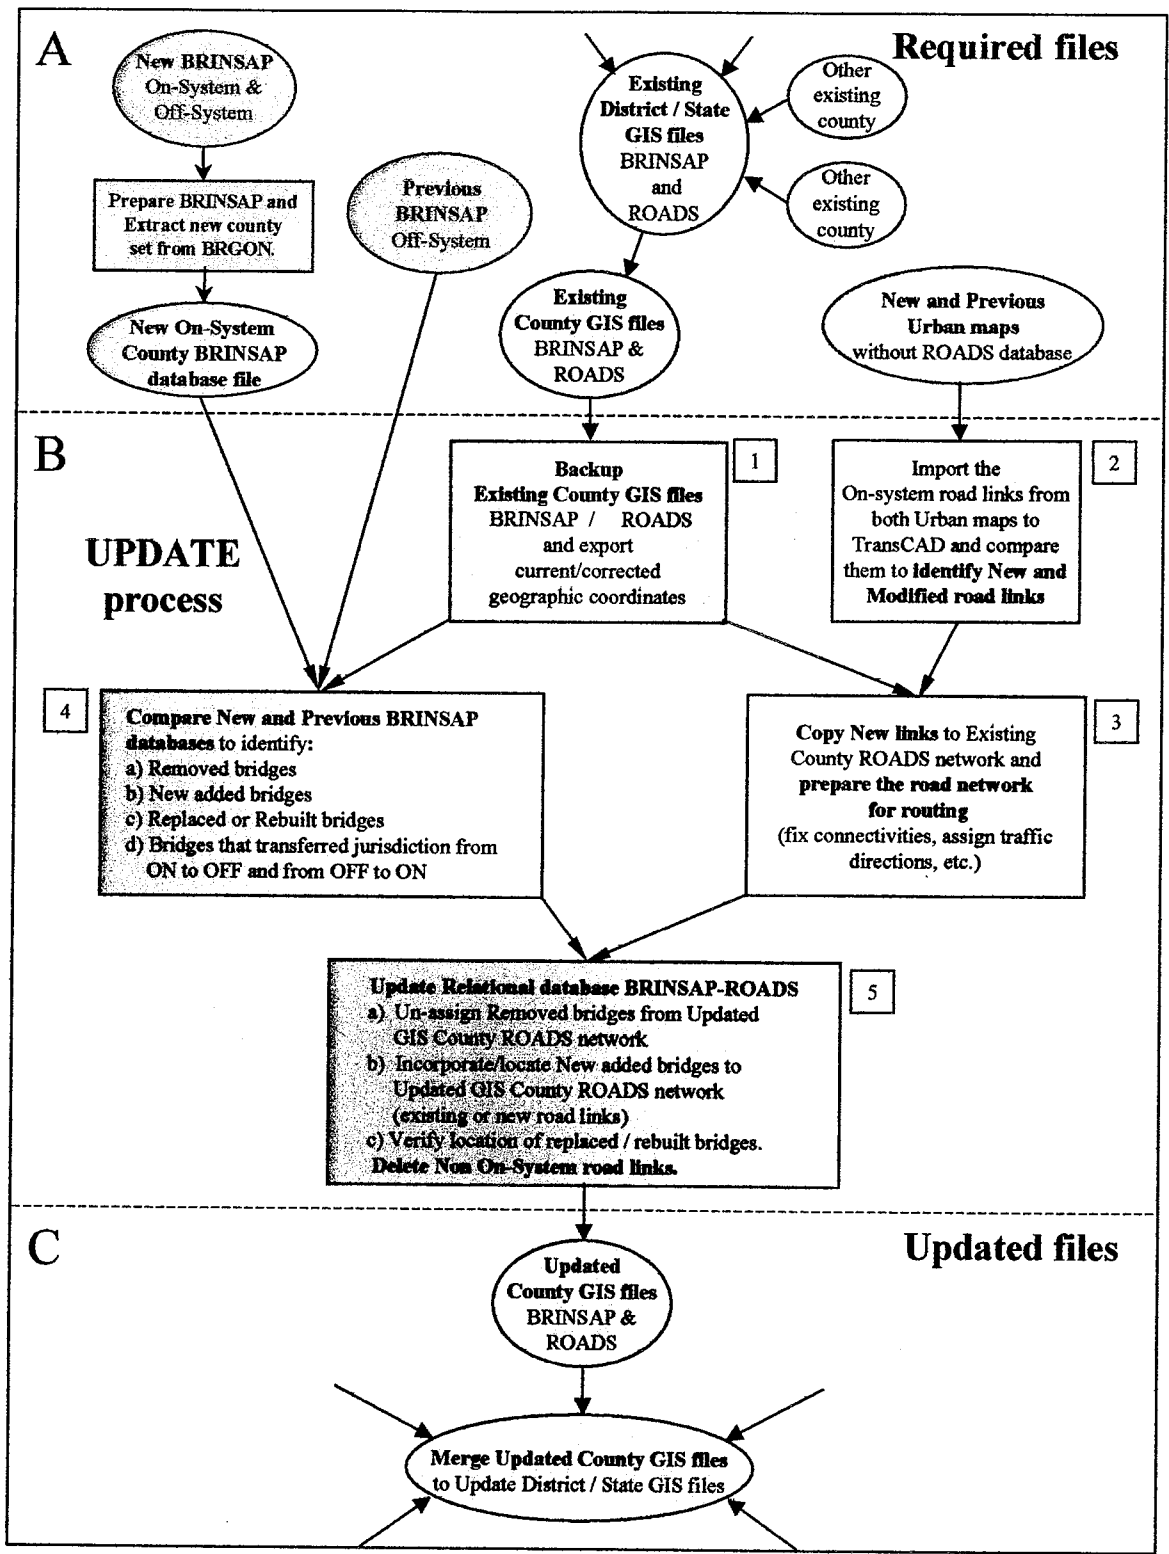 A
Required files
New BRINSAP
On-System &
Off-System
Prepare BRINSAP and
Extract new county
set from BRGON.
New On-System
County BRINSAP
database file
Previous
BRINSAP
Off-System
Existing
District / State
GIS files
BRINSAP
and
ROADS
Other
existing
county
Other
existing
county
Existing
County GIS files
BRINSAP &
ROADS
New and Previous
Urban maps
without ROADS database
B
UPDATE
process
1
Backup
Existing County GIS files
BRINSAP / ROADS
and export
current/corrected
geographic coordinates
2
Import the
On-system road links from
both Urban maps to
TransCAD and compare
them to identify New and
Modified road links
4
Compare New and Previous BRINSAP
databases to identify:
a) Removed bridges
b) New added bridges
c) Replaced or Rebuilt bridges
d) Bridges that transferred jurisdiction from
ON to OFF and from OFF to ON
3
Copy New links to Existing
County ROADS network and
prepare the road network
for routing
(fix connectivities, assign traffic
directions, etc.)
5
Update Relational database BRINSAP-ROADS
a) Un-assign Removed bridges from Updated
GIS County ROADS network
b) Incorporate/locate New added bridges to
Updated GIS County ROADS network
(existing or new road links)
c) Verify location of replaced / rebuilt bridges.
Delete Non On-System road links.
C
Updated files
Updated
County GIS files
BRINSAP &
ROADS
Merge Updated County GIS files
to Update District / State GIS files